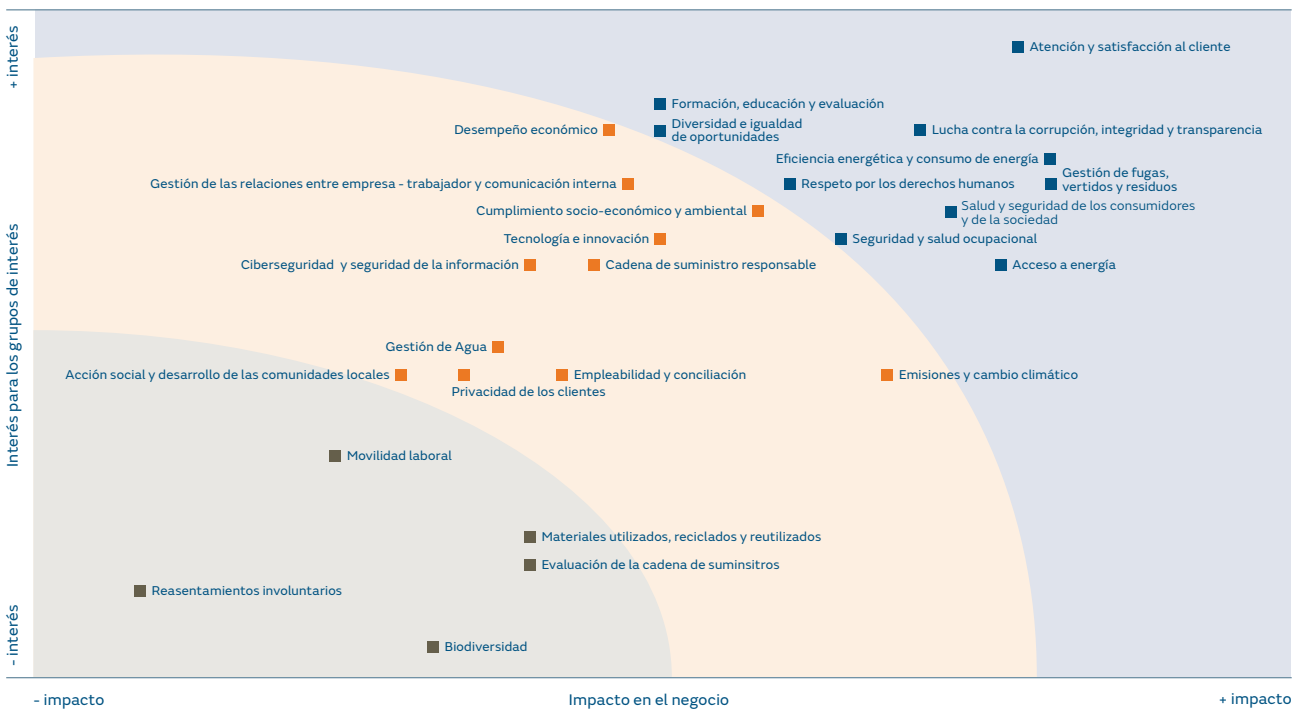 + interés
Interés para los grupos de interés
- interés
Atención y satisfacción al cliente
Formación, educación y evaluación
Desempeño económico
Diversidad e igualdad
de oportunidades
Lucha contra la corrupción, integridad y transparencia
Eficiencia energética y consumo de energía
Gestión de las relaciones entre empresa - trabajador y comunicación interna
Respeto por los derechos humanos
Gestión de fugas,
vertidos y residuos
Cumplimiento socio-económico y ambiental
Salud y seguridad de los consumidores
y de la sociedad
Tecnología e innovación
Seguridad y salud ocupacional
Ciberseguridad y seguridad de la información
Cadena de suministro responsable
Acceso a energía
Gestión de Agua
Acción social y desarrollo de las comunidades locales
Privacidad de los clientes
Empleabilidad y conciliación
Emisiones y cambio climático
Movilidad laboral
Materiales utilizados, reciclados y reutilizados
Evaluación de la cadena de suminsitros
Reasentamientos involuntarios
Biodiversidad
- impacto
Impacto en el negocio
+ impacto